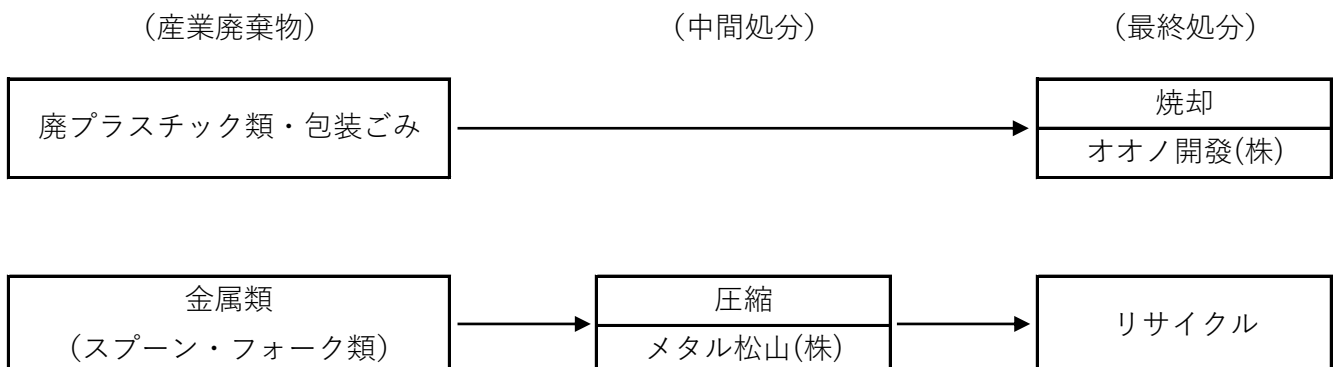 (産業廃棄物)
(中間処分)
(最終処分)
廃プラスチック類・包装ごみ
焼却
オオノ開發(株)
金属類
(スプーン・フォーク類)
圧縮
メタル松山(株)
リサイクル